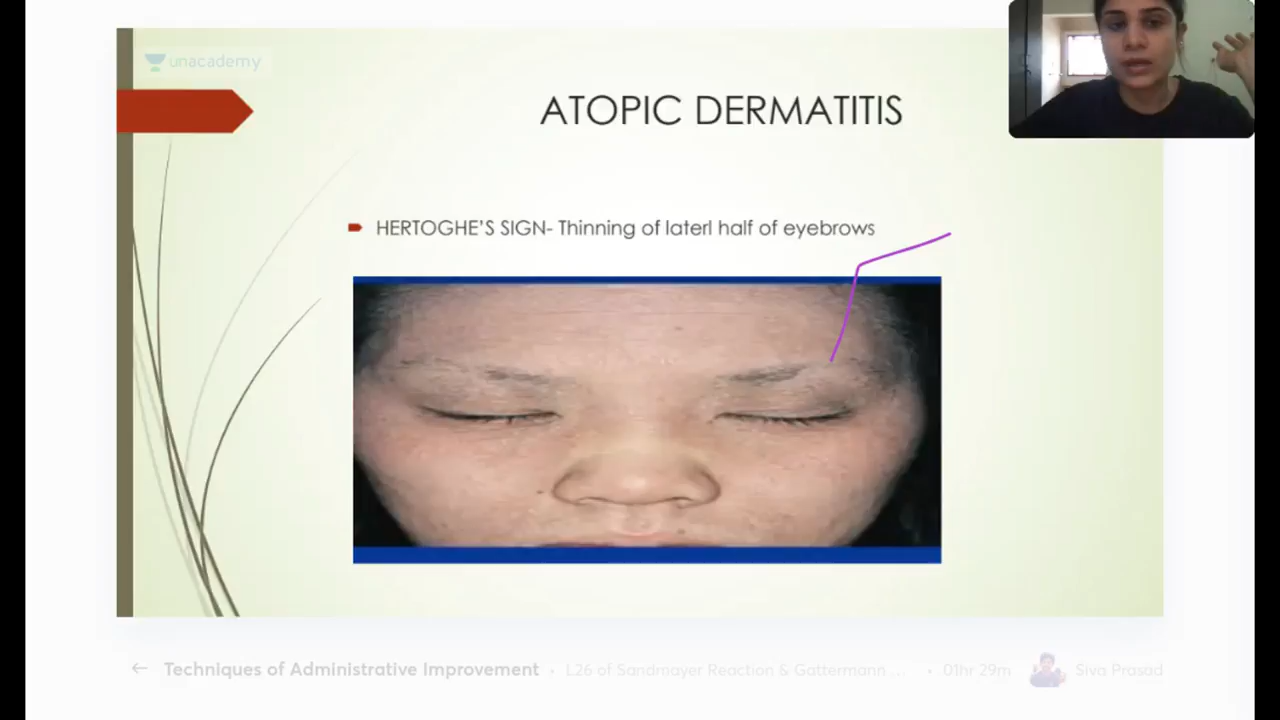 unacademy
ATOPIC DERMATITIS
HERTOGHE'S SIGN- Thinning of laterl half of eyebrows
Techniques of Administrative Improvement · L26 of Sandmayer Reaction & Gattermann ... · 01hr 29m Siva Prasad